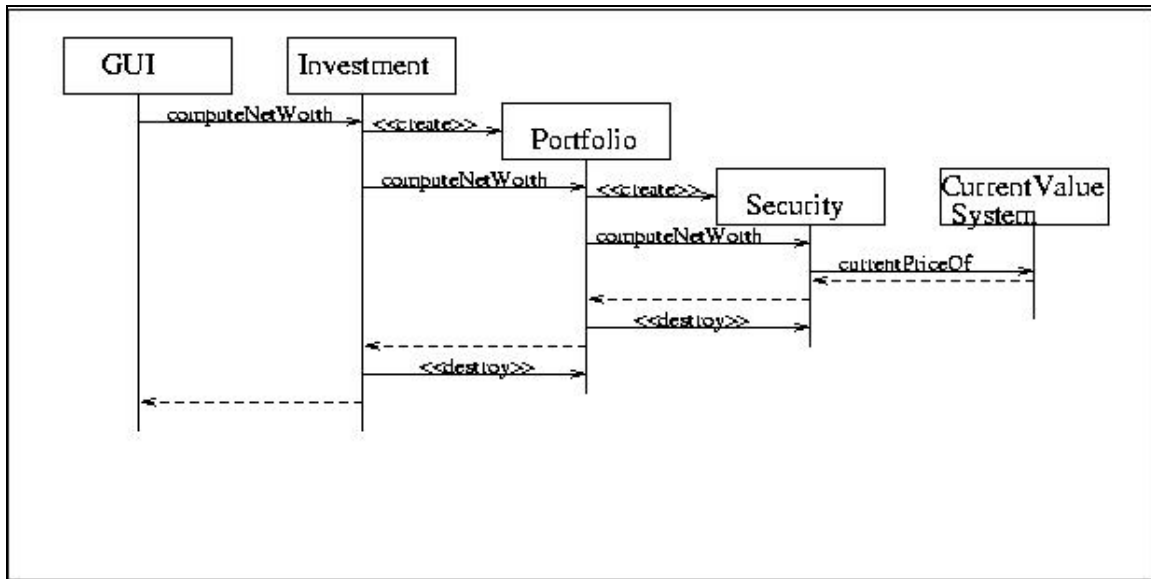 GUI
Investment
computeNetWorth
<<create>>
Portfolio
computeNetWorth
<<create>>
Security
CurrentValue
System
computeNetWorth
currentPriceOf
<<destroy>>
<<destroy>>